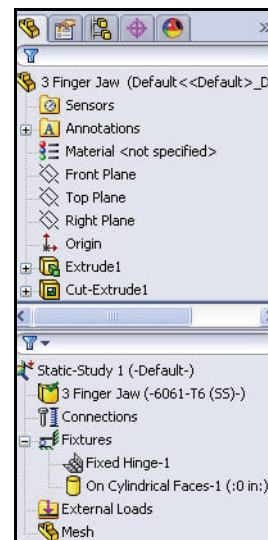 3 Finger Jaw (Default<<Default>_D
Sensors
Annotations
Material <not specified>
Front Plane
Top Plane
Right Plane
Origin
Extrude1
Cut-Extrude1
Static-Study 1 (-Default-)
3 Finger Jaw (-6061-T6 (SS)-)
Connections
Fixtures
Fixed Hinge-1
On Cylindrical Faces-1 (:0 in:)
External Loads
Mesh